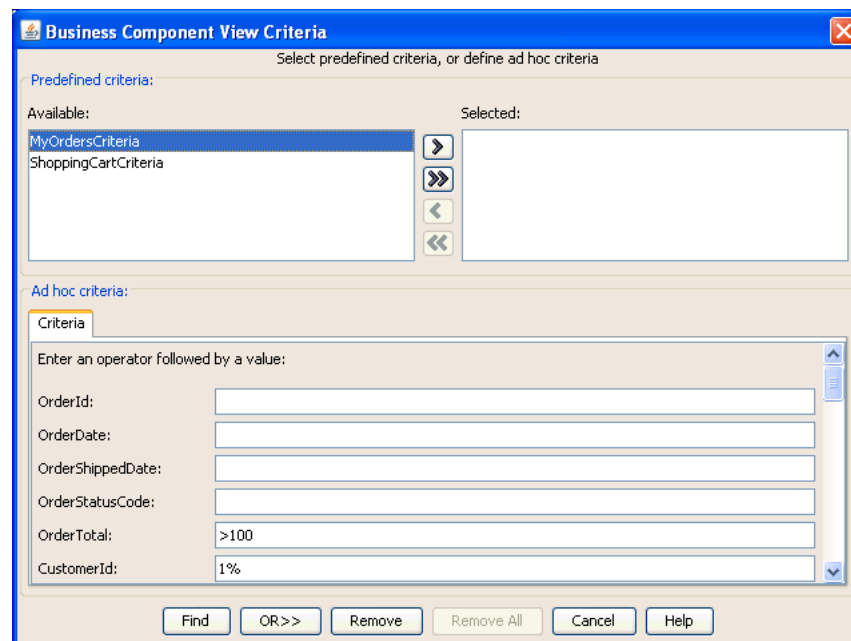 Business Component View Criteria
Select predefined criteria, or define ad hoc criteria
Predefined criteria:
Available: Selected:
MyOrdersCriteria
ShoppingCartCriteria
Ad hoc criteria:
Criteria
Enter an operator followed by a value:
OrderId:
OrderDate:
OrderShippedDate:
OrderStatusCode:
OrderTotal: >100
CustomerId: 1%
Find OR>> Remove Remove All Cancel Help